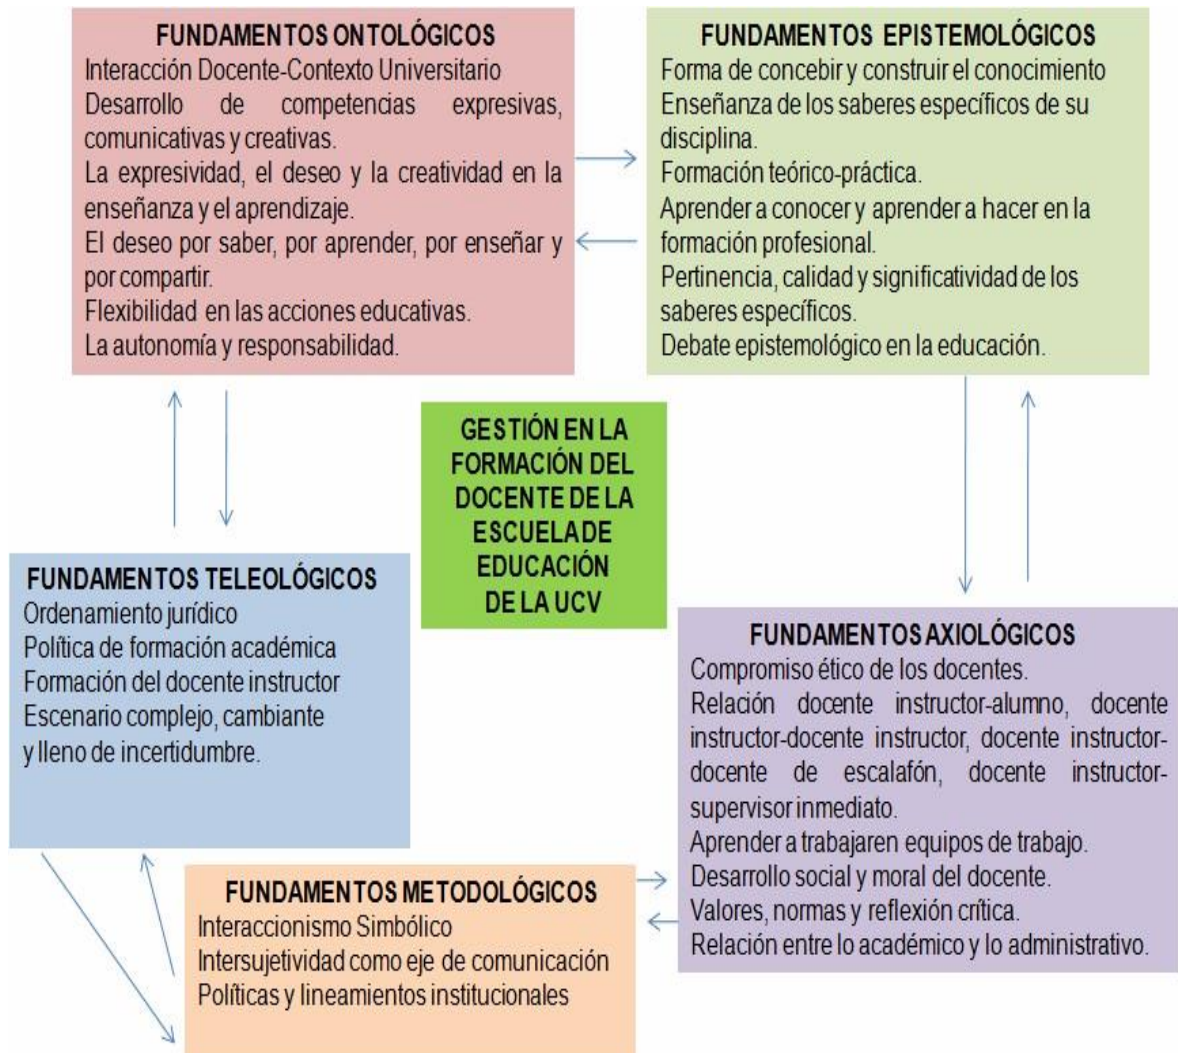 FUNDAMENTOS ONTOLÓGICOS
Interacción Docente-Contexto Universitario
Desarrollo de competencias expresivas,
comunicativas y creativas.
La expresividad, el deseo y la creatividad en la
enseñanza y el aprendizaje.
El deseo por saber, por aprender, por enseñar y
por compartir.
Flexibilidad en las acciones educativas.
La autonomía y responsabilidad.
FUNDAMENTOS EPISTEMOLÓGICOS
Forma de concebir y construir el conocimiento
Enseñanza de los saberes específicos de su
disciplina.
Formación teórico-práctica.
Aprender a conocer y aprender a hacer en la
formación profesional.
Pertinencia, calidad y significatividad de los
saberes específicos.
Debate epistemológico en la educación.
GESTIÓN EN LA
FORMACIÓN DEL
DOCENTE DE LA
ESCUELA DE
EDUCACIÓN
DE LA UCV
FUNDAMENTOS TELEOLÓGICOS
Ordenamiento jurídico
Política de formación académica
Formación del docente instructor
Escenario complejo, cambiante
y lleno de incertidumbre.
FUNDAMENTOS AXIOLÓGICOS
Compromiso ético de los docentes.
Relación docente instructor-alumno, docente
instructor-docente instructor, docente instructor-
docente de escalafón, docente instructor-
supervisor inmediato.
Aprender a trabajaren equipos de trabajo.
Desarrollo social y moral del docente.
Valores, normas y reflexión crítica.
Relación entre lo académico y lo administrativo.
FUNDAMENTOS METODOLÓGICOS
Interaccionismo Simbólico
Intersujetividad como eje de comunicación
Políticas y lineamientos institucionales